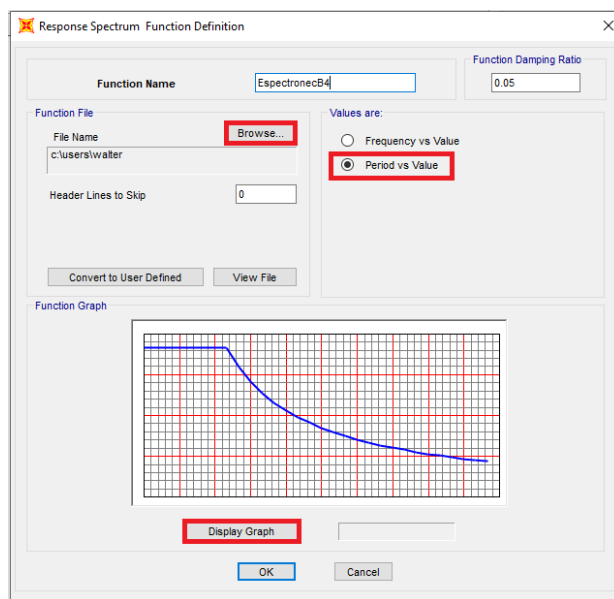 Response Spectrum Function Definition
Function Damping Ratio
Function Name
EspectronecB4
0.05
Function File
Values are:
File Name
Browse...
Frequency vs Value
c:\users\walter
Period vs Value
Header Lines to Skip
0
Convert to User Defined
View File
Function Graph
Display Graph
OK
Cancel